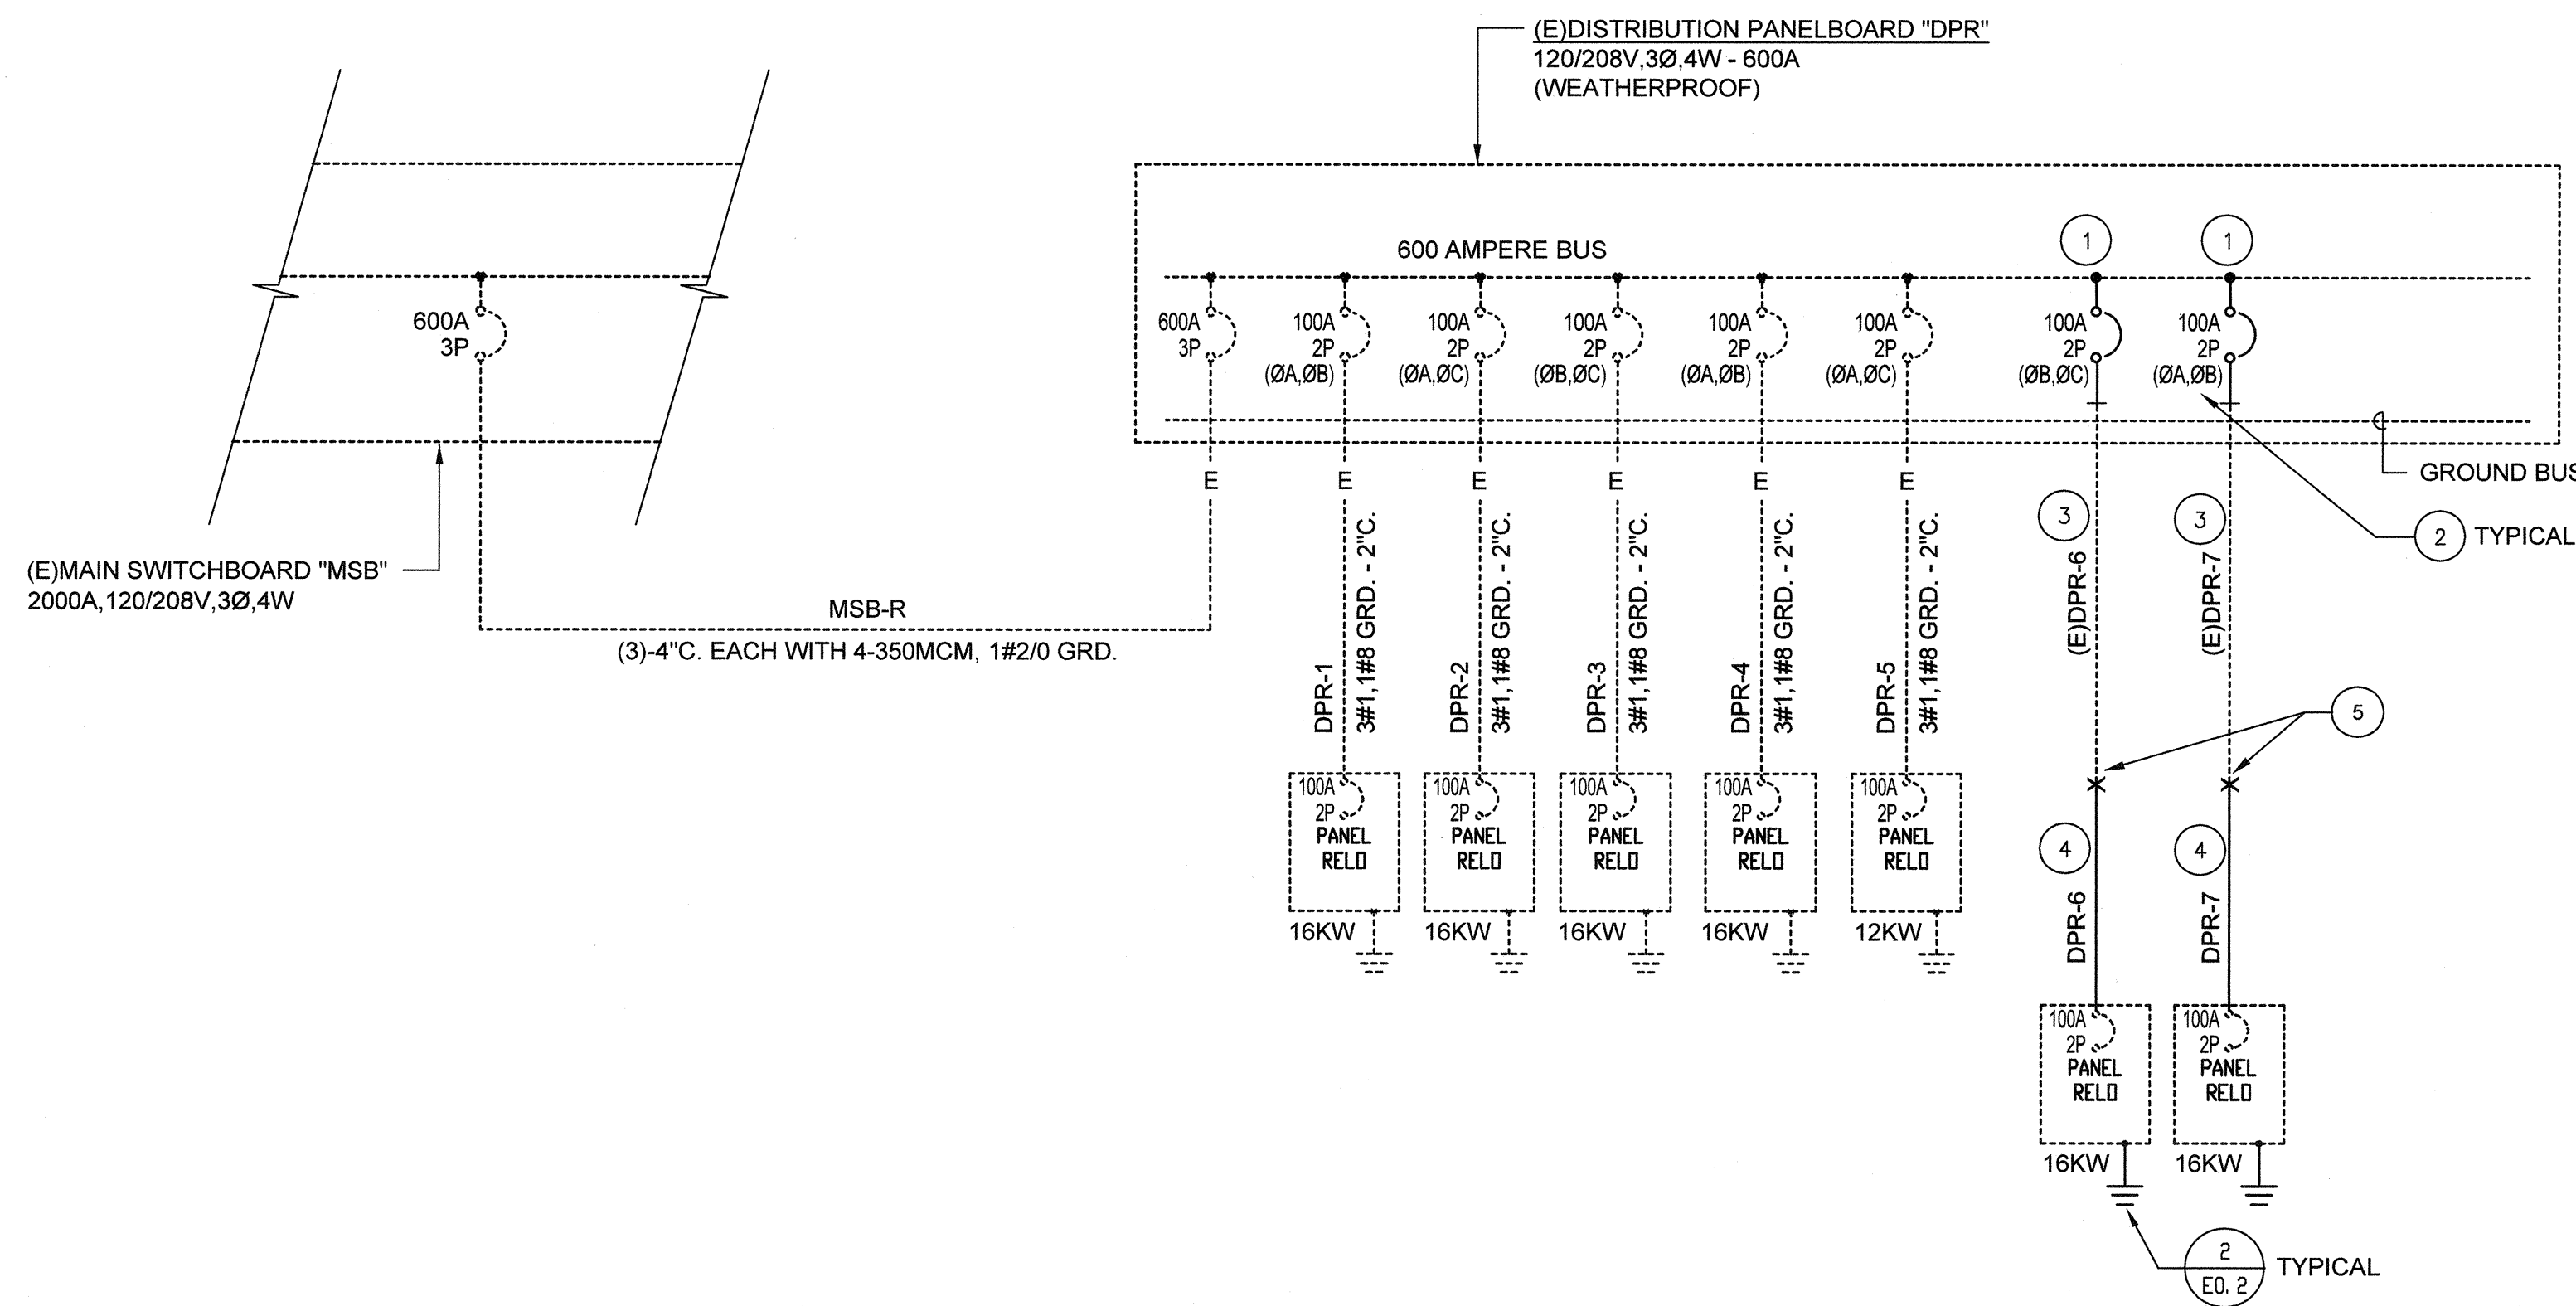 (E)DISTRIBUTION PANELBOARD "DPR"
120/208V,3Ø,4W - 600A
(WEATHERPROOF)
600 AMPERE BUS
1
1
600A
3P
600A
3P
100A
2P
(ØA,ØB)
100A
2P
(ØA,ØC)
100A
2P
(ØB,ØC)
100A
2P
(ØA,ØB)
100A
2P
(ØA,ØC)
100A
2P
(ØB,ØC)
100A
2P
(ØA,ØB)
GROUND BUS
E
E
E
E
E
E
3
3
2
TYPICAL
(E)MAIN SWITCHBOARD "MSB"
2000A,120/208V,3Ø,4W
MSB-R
(3)-4"C. EACH WITH 4-350MCM, 1#2/0 GRD.
DPR-1
3#1,1#8 GRD. - 2"C.
DPR-2
3#1,1#8 GRD. - 2"C.
DPR-3
3#1,1#8 GRD. - 2"C.
DPR-4
3#1,1#8 GRD. - 2"C.
DPR-5
3#1,1#8 GRD. - 2"C.
(E)DPR-6
(E)DPR-7
5
100A
2P
PANEL
RELO
16KW
100A
2P
PANEL
RELO
16KW
100A
2P
PANEL
RELO
16KW
100A
2P
PANEL
RELO
16KW
100A
2P
PANEL
RELO
12KW
4
4
DPR-6
DPR-7
100A
2P
PANEL
RELO
16KW
100A
2P
PANEL
RELO
16KW
2
E0.2
TYPICAL